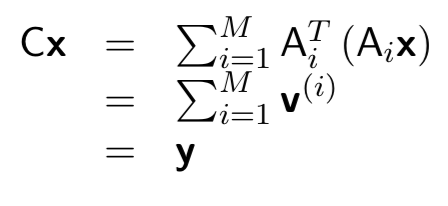 Cx = ∑_{i=1}^{M} A_i^T (A_i x)
= ∑_{i=1}^{M} v^{(i)}
= y